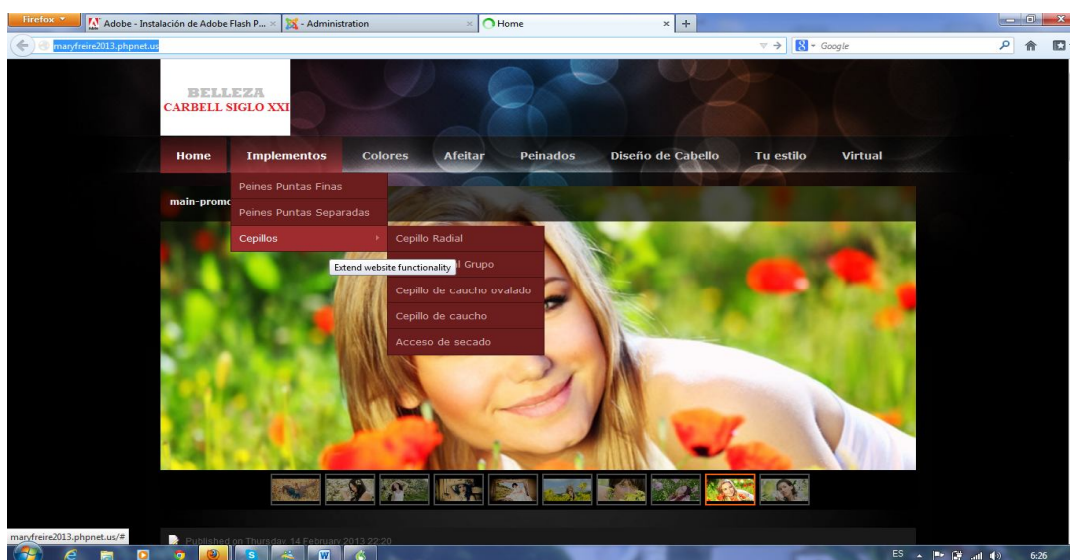 Firefox
Adobe - Instalación de Adobe Flash P...
- Administration
Home
maryfreire2013.phpnet.us
Google
BELLEZA
CARBELL SIGLO XXI
Home Implementos Colores Afeitar Peinados Diseño de Cabello Tu estilo Virtual
main-promo
Peines Puntas Finas
Peines Puntas Separadas
Cepillos
Cepillo Radial
Extend website functionality
Grupo
Cepillo de caucho ovalado
Cepillo de caucho
Acceso de secado
maryfreire2013.phpnet.us/#
Published on Thursday, 14 February 2013 22:20
ES
6:26